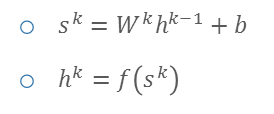 ○ s^k = W^k h^{k-1} + b
○ h^k = f(s^k)